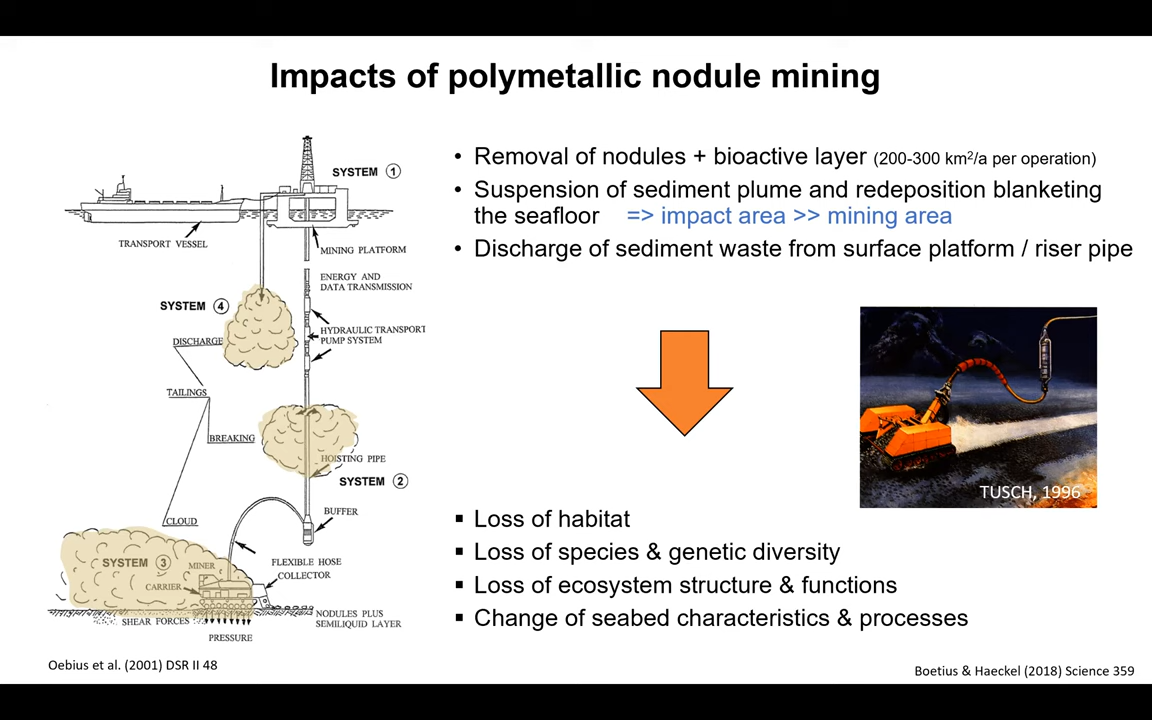 Impacts of polymetallic nodule mining
• Removal of nodules + bioactive layer (200-300 km²/a per operation)
• Suspension of sediment plume and redeposition blanketing
the seafloor => impact area >> mining area
• Discharge of sediment waste from surface platform / riser pipe
SYSTEM 1
TRANSPORT VESSEL
MINING PLATFORM
ENERGY AND
DATA TRANSMISSION
SYSTEM 4
HYDRAULIC TRANSPORT
PUMP SYSTEM
DISCHARGE
TAILINGS
BREAKING
HOISTING PIPE
SYSTEM 2
BUFFER
CLOUD
SYSTEM 3
MINER
FLEXIBLE HOSE
COLLECTOR
CARRIER
NODULES PLUS
SEMILIQUID LAYER
SHEAR FORCES
PRESSURE
TUSCH, 1996
▪ Loss of habitat
▪ Loss of species & genetic diversity
▪ Loss of ecosystem structure & functions
▪ Change of seabed characteristics & processes
Oebius et al. (2001) DSR II 48
Boetius & Haeckel (2018) Science 359